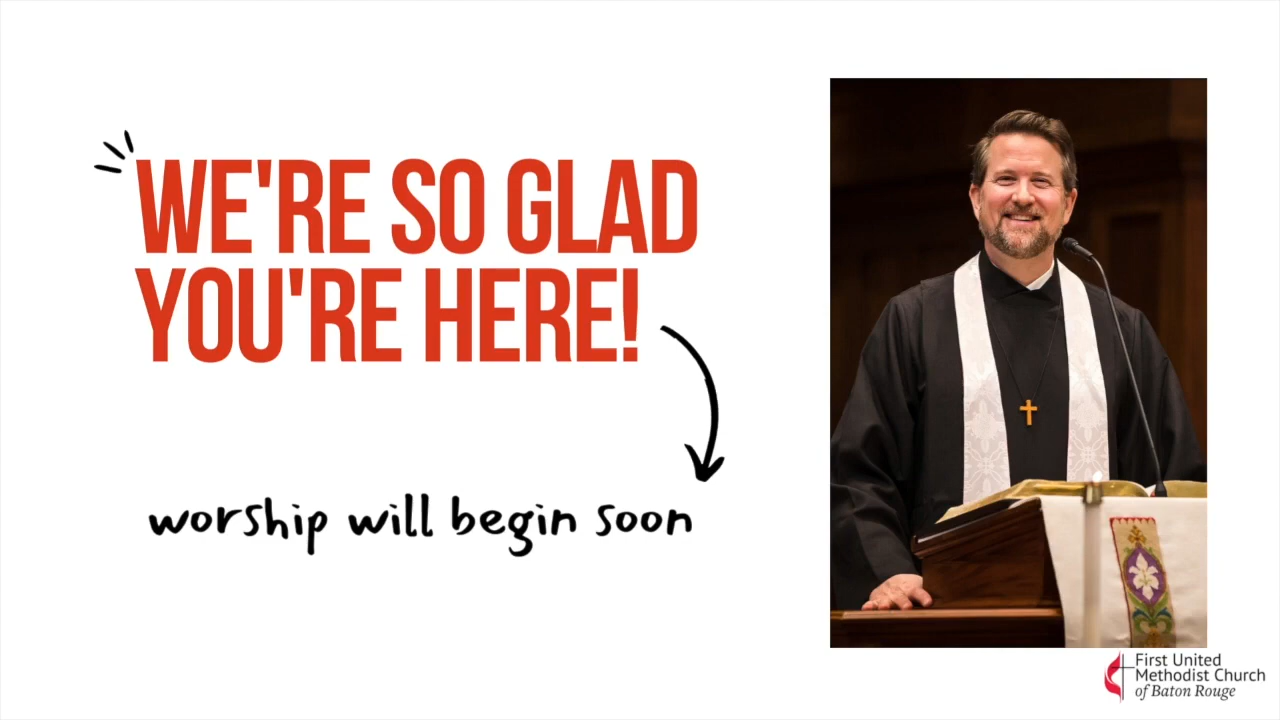 WE'RE SO GLAD
YOU'RE HERE!
worship will begin soon
First United
Methodist Church
of Baton Rouge